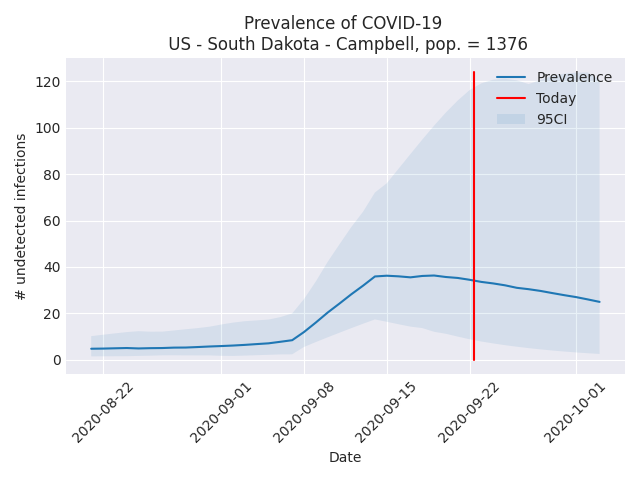 Prevalence of COVID-19
US - South Dakota - Campbell, pop. = 1376
# undetected infections
120
100
80
60
40
20
0
Prevalence
Today
95CI
2020-08-22
2020-09-01
2020-09-08
2020-09-15
2020-09-22
2020-10-01
Date